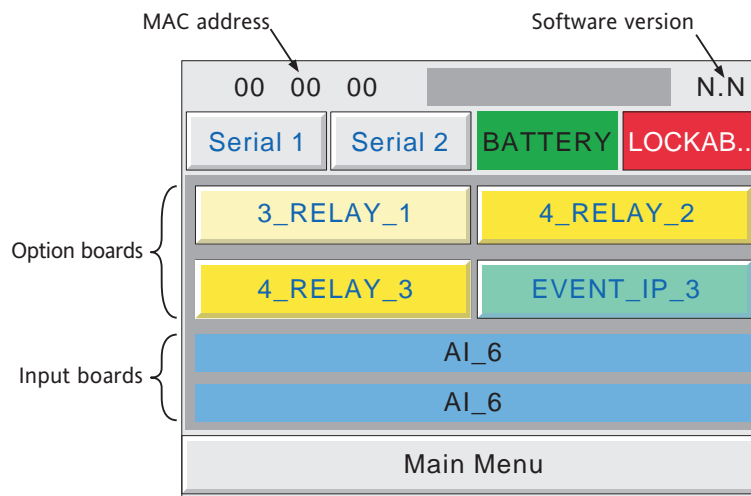 MAC address Software version
00 00 00 N.N
Serial 1 Serial 2 BATTERY LOCKAB..
Option boards
3_RELAY_1 4_RELAY_2
4_RELAY_3 EVENT_IP_3
Input boards
AI_6
AI_6
Main Menu